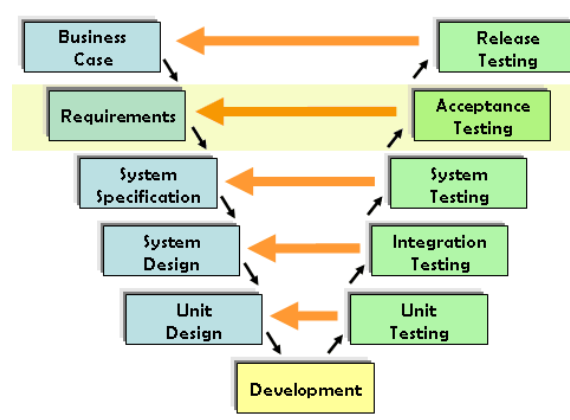 Business
Case
Release
Testing
Requirements
Acceptance
Testing
System
Specification
System
Testing
System
Design
Integration
Testing
Unit
Design
Unit
Testing
Development